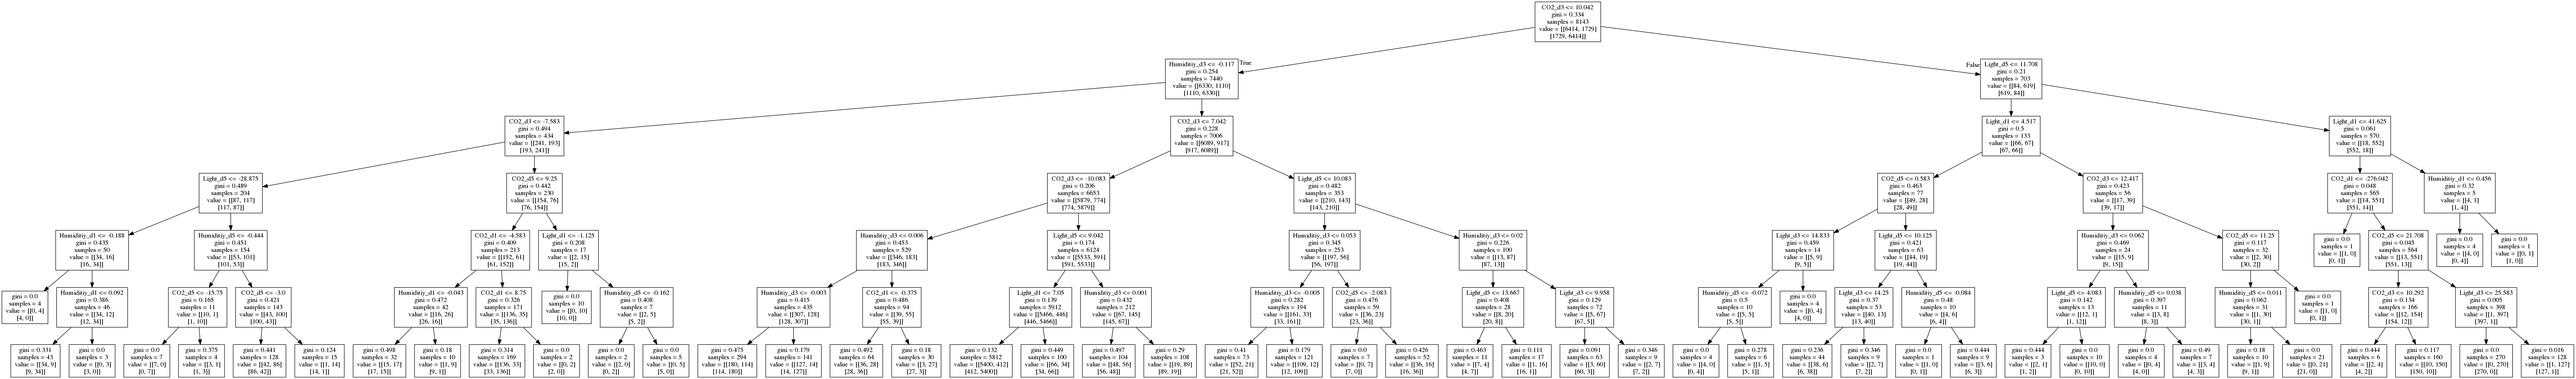 CO2_d3 <= 10.042
gini = 0.334
samples = 8143
value = [[6414, 1729]
[1729, 6414]]
True
False
Humiditiy_d3 <= -0.117
gini = 0.254
samples = 7440
value = [[6330, 1110]
[1110, 6330]]
Light_d5 <= 11.708
gini = 0.21
samples = 703
value = [[84, 619]
[619, 84]]
CO2_d3 <= -7.583
gini = 0.494
samples = 434
value = [[241, 193]
[193, 241]]
CO2_d3 <= 7.042
gini = 0.228
samples = 7006
value = [[6089, 917]
[917, 6089]]
Light_d1 <= 4.517
gini = 0.5
samples = 133
value = [[66, 67]
[67, 66]]
Light_d1 <= 41.625
gini = 0.061
samples = 570
value = [[18, 552]
[552, 18]]
Light_d5 <= -28.875
gini = 0.489
samples = 204
value = [[87, 117]
[117, 87]]
CO2_d5 <= 9.25
gini = 0.442
samples = 230
value = [[154, 76]
[76, 154]]
CO2_d3 <= -10.083
gini = 0.206
samples = 6653
value = [[5879, 774]
[774, 5879]]
Light_d5 <= 10.083
gini = 0.482
samples = 353
value = [[210, 143]
[143, 210]]
CO2_d5 <= 0.583
gini = 0.463
samples = 77
value = [[49, 28]
[28, 49]]
CO2_d3 <= 12.417
gini = 0.423
samples = 56
value = [[17, 39]
[39, 17]]
CO2_d1 <= -276.042
gini = 0.048
samples = 565
value = [[14, 551]
[551, 14]]
Humiditiy_d1 <= 0.456
gini = 0.32
samples = 5
value = [[4, 1]
[1, 4]]
Humiditiy_d1 <= -0.188
gini = 0.435
samples = 50
value = [[34, 16]
[16, 34]]
Humiditiy_d5 <= -0.444
gini = 0.451
samples = 154
value = [[53, 101]
[101, 53]]
CO2_d1 <= -4.583
gini = 0.409
samples = 213
value = [[152, 61]
[61, 152]]
Light_d1 <= -1.125
gini = 0.208
samples = 17
value = [[2, 15]
[15, 2]]
Humiditiy_d3 <= 0.006
gini = 0.453
samples = 529
value = [[346, 183]
[183, 346]]
Light_d5 <= 9.042
gini = 0.174
samples = 6124
value = [[5533, 591]
[591, 5533]]
Humiditiy_d3 <= 0.053
gini = 0.345
samples = 253
value = [[197, 56]
[56, 197]]
Humiditiy_d3 <= 0.02
gini = 0.226
samples = 100
value = [[13, 87]
[87, 13]]
Light_d3 <= 14.833
gini = 0.459
samples = 14
value = [[5, 9]
[9, 5]]
Light_d5 <= 10.125
gini = 0.421
samples = 63
value = [[44, 19]
[19, 44]]
Humiditiy_d3 <= 0.062
gini = 0.469
samples = 24
value = [[15, 9]
[9, 15]]
CO2_d5 <= 11.25
gini = 0.117
samples = 32
value = [[2, 30]
[30, 2]]
gini = 0.0
samples = 1
value = [[1, 0]
[0, 1]]
CO2_d5 <= 21.708
gini = 0.045
samples = 564
value = [[13, 551]
[551, 13]]
gini = 0.0
samples = 4
value = [[4, 0]
[0, 4]]
gini = 0.0
samples = 1
value = [[0, 1]
[1, 0]]
gini = 0.0
samples = 4
value = [[0, 4]
[4, 0]]
Humiditiy_d1 <= 0.092
gini = 0.386
samples = 46
value = [[34, 12]
[12, 34]]
CO2_d5 <= -15.75
gini = 0.165
samples = 11
value = [[10, 1]
[1, 10]]
CO2_d5 <= -3.0
gini = 0.421
samples = 143
value = [[43, 100]
[100, 43]]
Humiditiy_d1 <= -0.043
gini = 0.472
samples = 42
value = [[16, 26]
[26, 16]]
CO2_d1 <= 8.75
gini = 0.326
samples = 171
value = [[136, 35]
[35, 136]]
gini = 0.0
samples = 10
value = [[0, 10]
[10, 0]]
Humiditiy_d5 <= -0.162
gini = 0.408
samples = 7
value = [[2, 5]
[5, 2]]
Humiditiy_d3 <= -0.003
gini = 0.415
samples = 435
value = [[307, 128]
[128, 307]]
CO2_d1 <= -0.375
gini = 0.486
samples = 94
value = [[39, 55]
[55, 39]]
Light_d1 <= 7.05
gini = 0.139
samples = 5912
value = [[5466, 446]
[446, 5466]]
Humiditiy_d3 <= 0.001
gini = 0.432
samples = 212
value = [[67, 145]
[145, 67]]
Humiditiy_d3 <= -0.005
gini = 0.282
samples = 194
value = [[161, 33]
[33, 161]]
CO2_d5 <= -2.083
gini = 0.476
samples = 59
value = [[36, 23]
[23, 36]]
Light_d5 <= 13.667
gini = 0.408
samples = 28
value = [[8, 20]
[20, 8]]
Light_d3 <= 9.958
gini = 0.129
samples = 72
value = [[5, 67]
[67, 5]]
Humiditiy_d5 <= -0.072
gini = 0.5
samples = 10
value = [[5, 5]
[5, 5]]
gini = 0.0
samples = 4
value = [[0, 4]
[4, 0]]
Light_d3 <= 14.25
gini = 0.37
samples = 53
value = [[40, 13]
[13, 40]]
Humiditiy_d5 <= -0.084
gini = 0.48
samples = 10
value = [[4, 6]
[6, 4]]
Light_d5 <= 4.083
gini = 0.142
samples = 13
value = [[12, 1]
[1, 12]]
Humiditiy_d5 <= 0.038
gini = 0.397
samples = 11
value = [[3, 8]
[8, 3]]
Humiditiy_d5 <= 0.011
gini = 0.062
samples = 31
value = [[1, 30]
[30, 1]]
gini = 0.0
samples = 1
value = [[1, 0]
[0, 1]]
CO2_d3 <= 10.292
gini = 0.134
samples = 166
value = [[12, 154]
[154, 12]]
Light_d3 <= 25.583
gini = 0.005
samples = 398
value = [[1, 397]
[397, 1]]
gini = 0.331
samples = 43
value = [[34, 9]
[9, 34]]
gini = 0.0
samples = 3
value = [[0, 3]
[3, 0]]
gini = 0.0
samples = 7
value = [[7, 0]
[0, 7]]
gini = 0.375
samples = 4
value = [[3, 1]
[1, 3]]
gini = 0.441
samples = 128
value = [[42, 86]
[86, 42]]
gini = 0.124
samples = 15
value = [[1, 14]
[14, 1]]
gini = 0.498
samples = 32
value = [[15, 17]
[17, 15]]
gini = 0.18
samples = 10
value = [[1, 9]
[9, 1]]
gini = 0.314
samples = 169
value = [[136, 33]
[33, 136]]
gini = 0.0
samples = 2
value = [[0, 2]
[2, 0]]
gini = 0.0
samples = 2
value = [[2, 0]
[0, 2]]
gini = 0.0
samples = 5
value = [[0, 5]
[5, 0]]
gini = 0.475
samples = 294
value = [[180, 114]
[114, 180]]
gini = 0.179
samples = 141
value = [[127, 14]
[14, 127]]
gini = 0.492
samples = 64
value = [[36, 28]
[28, 36]]
gini = 0.18
samples = 30
value = [[3, 27]
[27, 3]]
gini = 0.132
samples = 5812
value = [[5400, 412]
[412, 5400]]
gini = 0.449
samples = 100
value = [[66, 34]
[34, 66]]
gini = 0.497
samples = 104
value = [[48, 56]
[56, 48]]
gini = 0.29
samples = 108
value = [[19, 89]
[89, 19]]
gini = 0.41
samples = 73
value = [[52, 21]
[21, 52]]
gini = 0.179
samples = 121
value = [[109, 12]
[12, 109]]
gini = 0.0
samples = 7
value = [[0, 7]
[7, 0]]
gini = 0.426
samples = 52
value = [[36, 16]
[16, 36]]
gini = 0.463
samples = 11
value = [[7, 4]
[4, 7]]
gini = 0.111
samples = 17
value = [[1, 16]
[16, 1]]
gini = 0.091
samples = 63
value = [[3, 60]
[60, 3]]
gini = 0.346
samples = 9
value = [[2, 7]
[7, 2]]
gini = 0.0
samples = 4
value = [[4, 0]
[0, 4]]
gini = 0.278
samples = 6
value = [[1, 5]
[5, 1]]
gini = 0.236
samples = 44
value = [[38, 6]
[6, 38]]
gini = 0.346
samples = 9
value = [[2, 7]
[7, 2]]
gini = 0.0
samples = 1
value = [[1, 0]
[0, 1]]
gini = 0.444
samples = 9
value = [[3, 6]
[6, 3]]
gini = 0.444
samples = 3
value = [[2, 1]
[1, 2]]
gini = 0.0
samples = 10
value = [[10, 0]
[0, 10]]
gini = 0.0
samples = 4
value = [[0, 4]
[4, 0]]
gini = 0.49
samples = 7
value = [[3, 4]
[4, 3]]
gini = 0.18
samples = 10
value = [[1, 9]
[9, 1]]
gini = 0.0
samples = 21
value = [[0, 21]
[21, 0]]
gini = 0.444
samples = 6
value = [[2, 4]
[4, 2]]
gini = 0.117
samples = 160
value = [[10, 150]
[150, 10]]
gini = 0.0
samples = 270
value = [[0, 270]
[270, 0]]
gini = 0.016
samples = 128
value = [[1, 127]
[127, 1]]